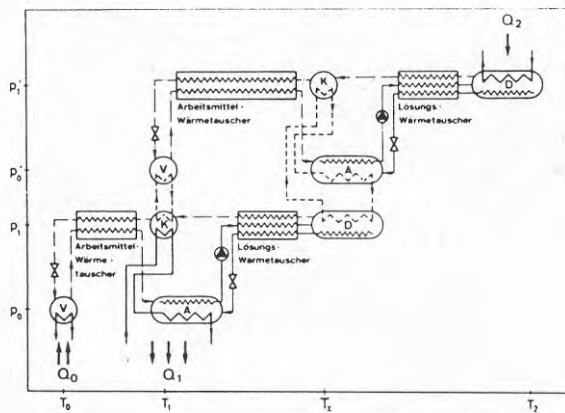 Q₂
p₁'
K
D
Arbeitsmittel-
Wärmetauscher
Lösungs-
Wärmetauscher
p₀'
V
A
p₁
K
D
Arbeitsmittel-
Wärme-
tauscher
Lösungs-
Wärmetauscher
p₀
V
A
Q₀
Q₁
T₀
T₁
Tₓ
T₂